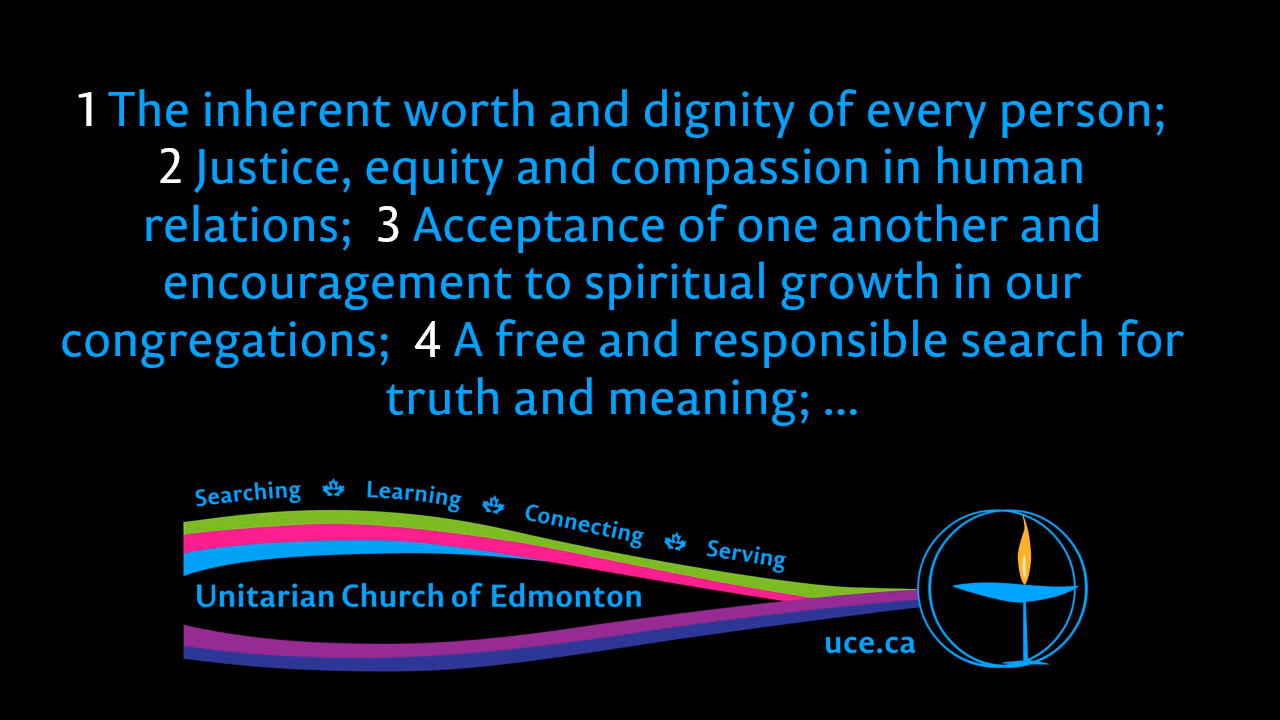 1 The inherent worth and dignity of every person;
2 Justice, equity and compassion in human
relations; 3 Acceptance of one another and
encouragement to spiritual growth in our
congregations; 4 A free and responsible search for
truth and meaning; ...
Searching Learning Connecting Serving
Unitarian Church of Edmonton
uce.ca